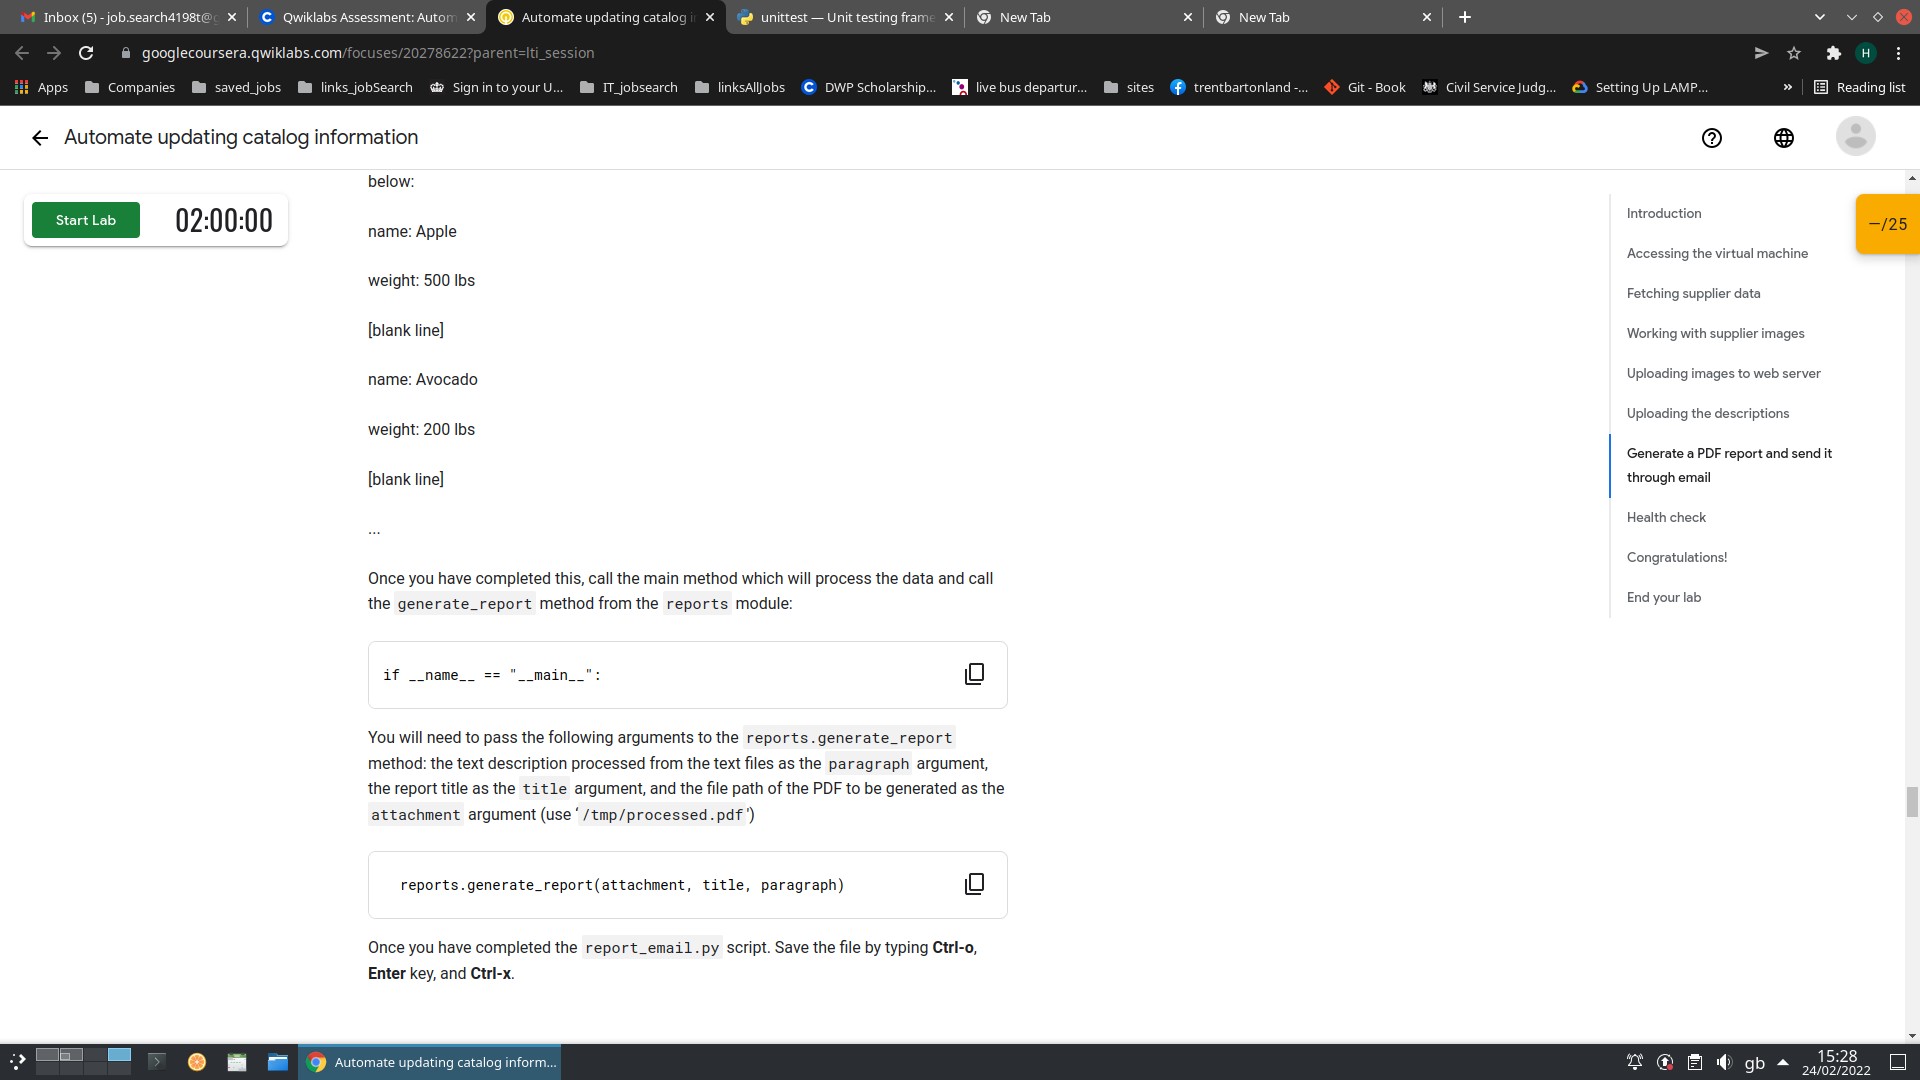 Inbox (5) - job.search4198t@g
Qwiklabs Assessment: Autom
Automate updating catalog i
unittest — Unit testing frame
New Tab
New Tab
googlecoursera.qwiklabs.com/focuses/20278622?parent=lti_session
H
Apps
Companies
saved_jobs
links_jobSearch
Sign in to your U...
IT_jobsearch
linksAllJobs
DWP Scholarship...
live bus departur...
sites
trentbartonland -...
Git - Book
Civil Service Judg...
Setting Up LAMP...
»
Reading list
Automate updating catalog information
Start Lab
02:00:00
below:
name: Apple
weight: 500 lbs
[blank line]
name: Avocado
weight: 200 lbs
[blank line]
...
Once you have completed this, call the main method which will process the data and call
the generate_report method from the reports module:
if __name__ == "__main__":
You will need to pass the following arguments to the reports.generate_report
method: the text description processed from the text files as the paragraph argument,
the report title as the title argument, and the file path of the PDF to be generated as the
attachment argument (use ‘/tmp/processed.pdf')
reports.generate_report(attachment, title, paragraph)
Once you have completed the report_email.py script. Save the file by typing Ctrl-o,
Enter key, and Ctrl-x.
Introduction
Accessing the virtual machine
Fetching supplier data
Working with supplier images
Uploading images to web server
Uploading the descriptions
Generate a PDF report and send it
through email
Health check
Congratulations!
End your lab
—/25
Automate updating catalog inform...
gb
15:28
24/02/2022